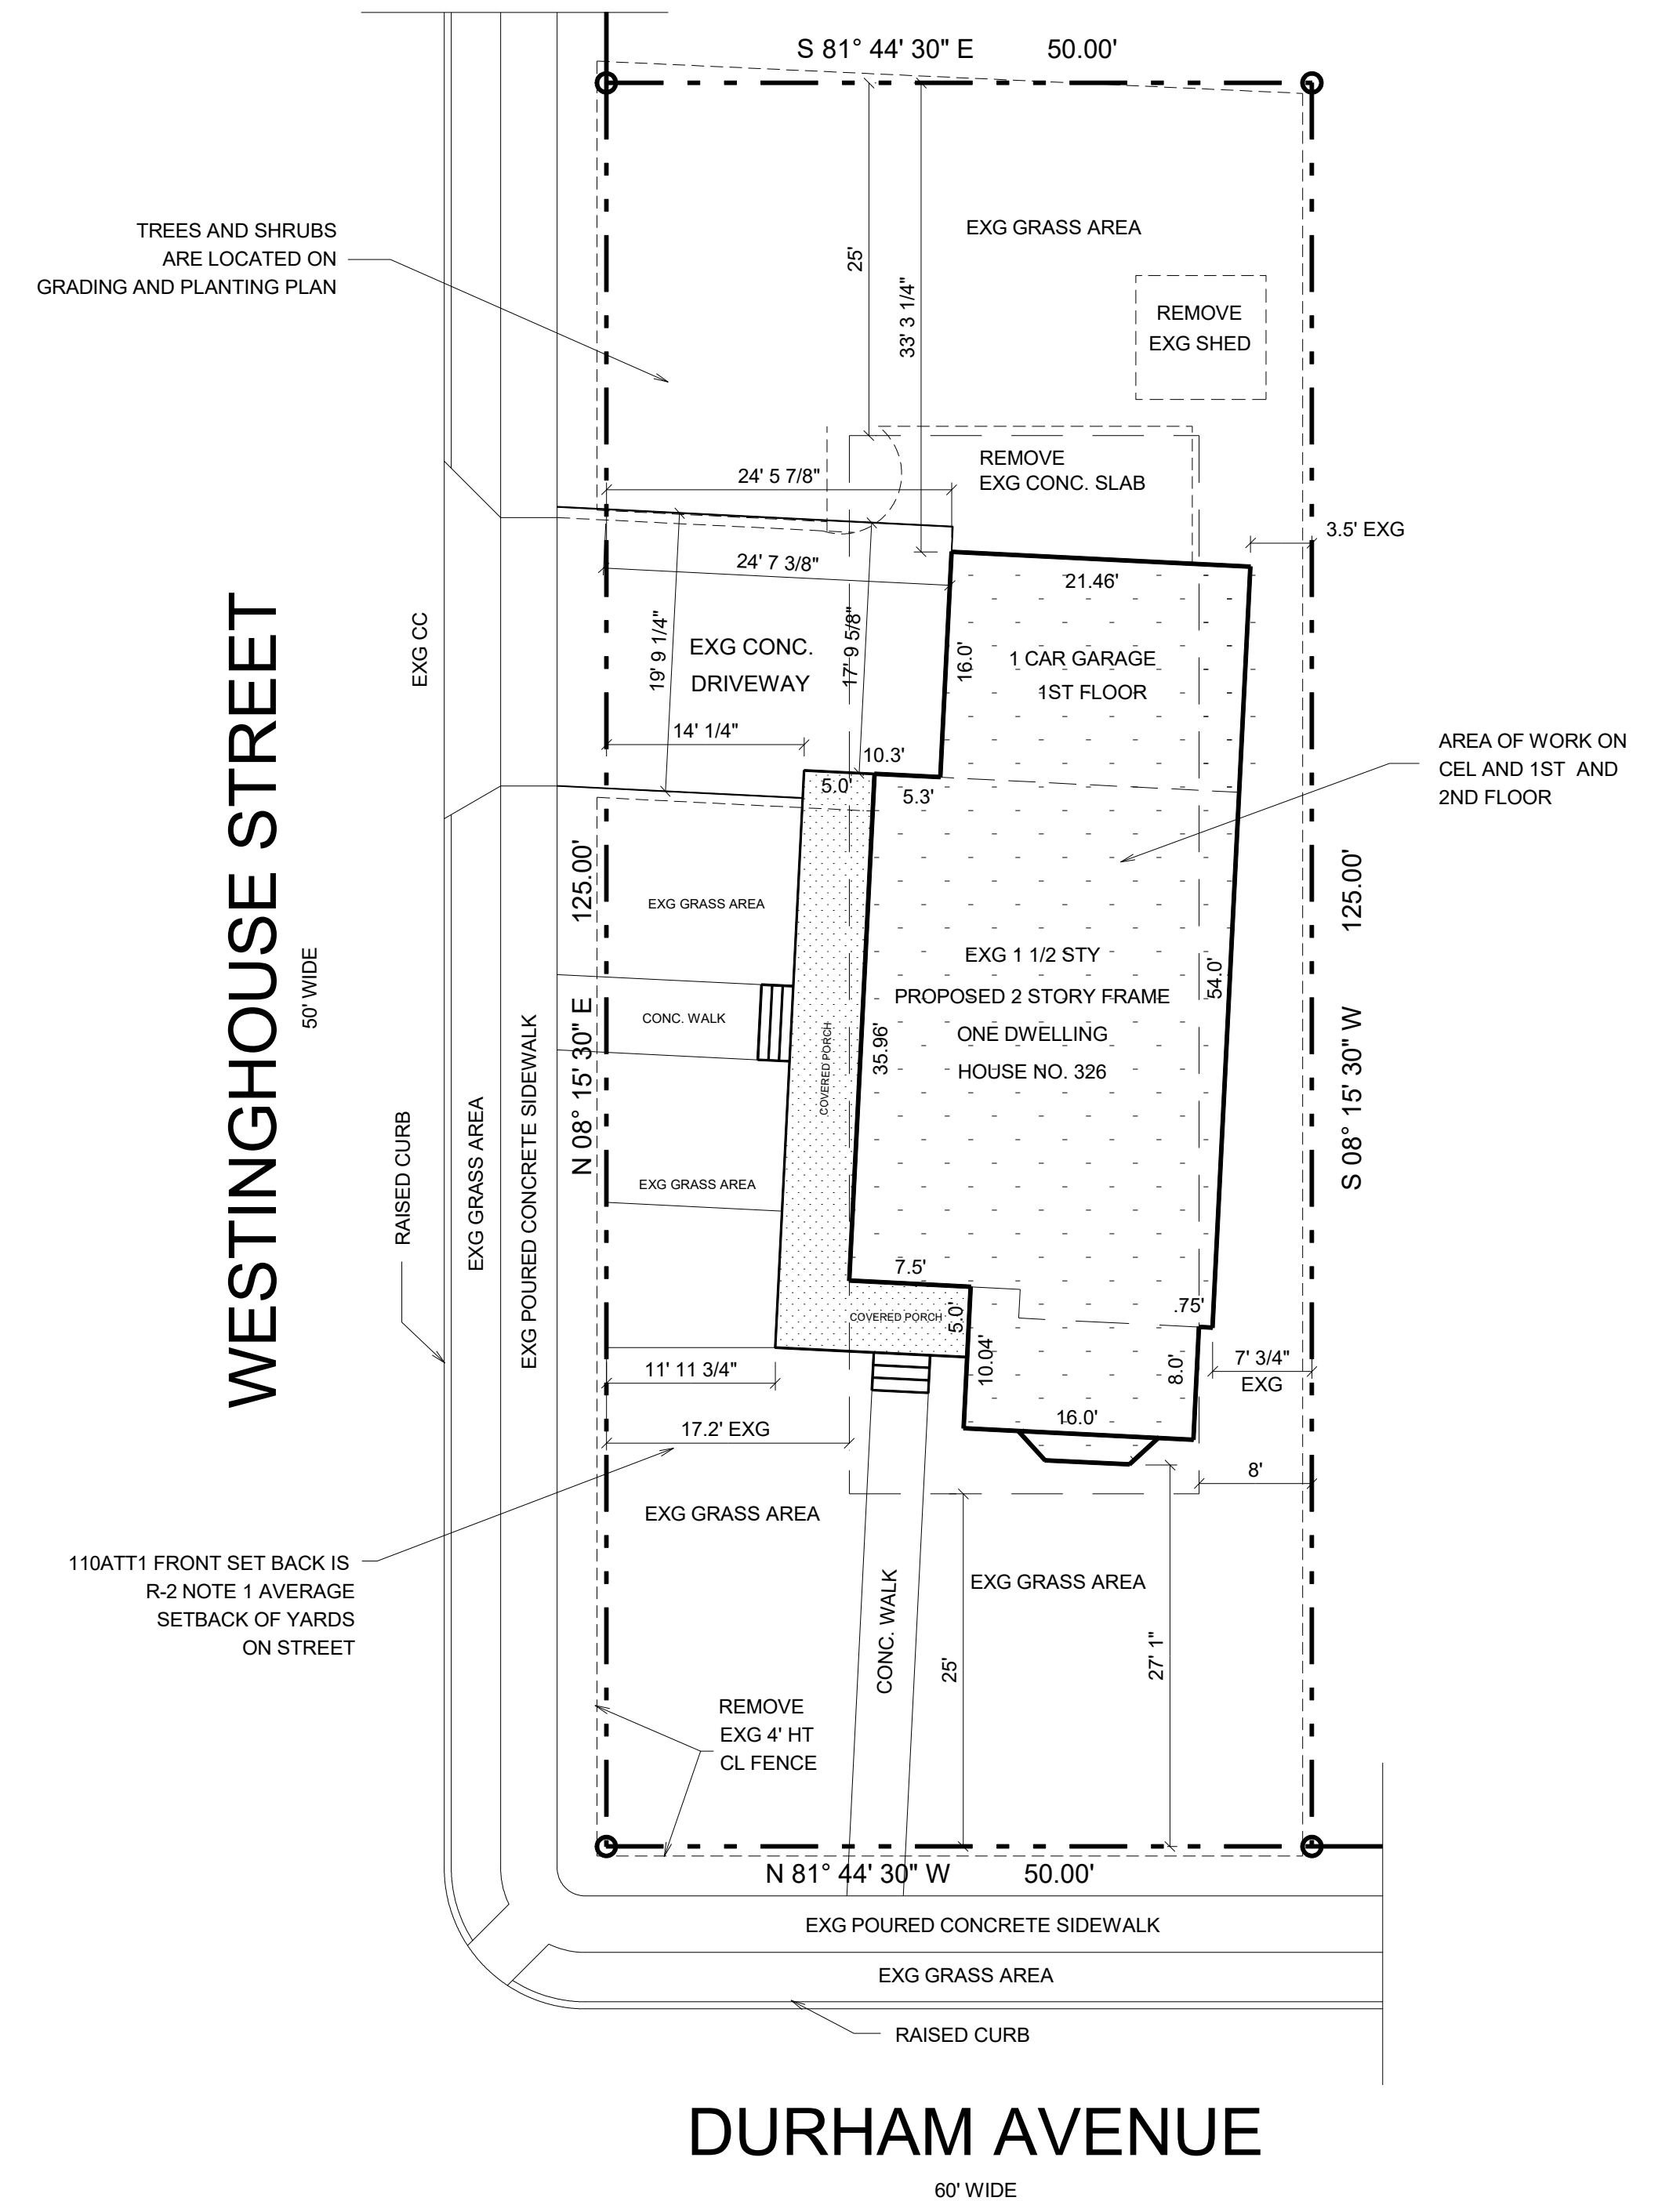 S 81° 44' 30" E 50.00'
TREES AND SHRUBS
ARE LOCATED ON
GRADING AND PLANTING PLAN
EXG GRASS AREA
25'
33' 3 1/4"
REMOVE
EXG SHED
REMOVE
EXG CONC. SLAB
24' 5 7/8"
3.5' EXG
24' 7 3/8"
21.46'
19' 9 1/4"
17' 9 5/8"
EXG CONC.
DRIVEWAY
16.0'
1 CAR GARAGE
1ST FLOOR
EXG CC
14' 1/4"
10.3'
5.0'
5.3'
AREA OF WORK ON
CEL AND 1ST AND
2ND FLOOR
WESTINGHOUSE STREET
50' WIDE
N 08° 15' 30" E 125.00'
S 08° 15' 30" W 125.00'
EXG GRASS AREA
EXG 1 1/2 STY
PROPOSED 2 STORY FRAME
ONE DWELLING
HOUSE NO. 326
54.0'
35.96'
CONC. WALK
COVERED PORCH
RAISED CURB
EXG GRASS AREA
EXG POURED CONCRETE SIDEWALK
EXG GRASS AREA
7.5'
COVERED PORCH
5.0'
.75'
10.04'
8.0'
7' 3/4"
EXG
11' 11 3/4"
16.0'
17.2' EXG
8'
EXG GRASS AREA
110ATT1 FRONT SET BACK IS
R-2 NOTE 1 AVERAGE
SETBACK OF YARDS
ON STREET
CONC. WALK
EXG GRASS AREA
25'
27' 1"
REMOVE
EXG 4' HT
CL FENCE
N 81° 44' 30" W 50.00'
EXG POURED CONCRETE SIDEWALK
EXG GRASS AREA
RAISED CURB
DURHAM AVENUE
60' WIDE